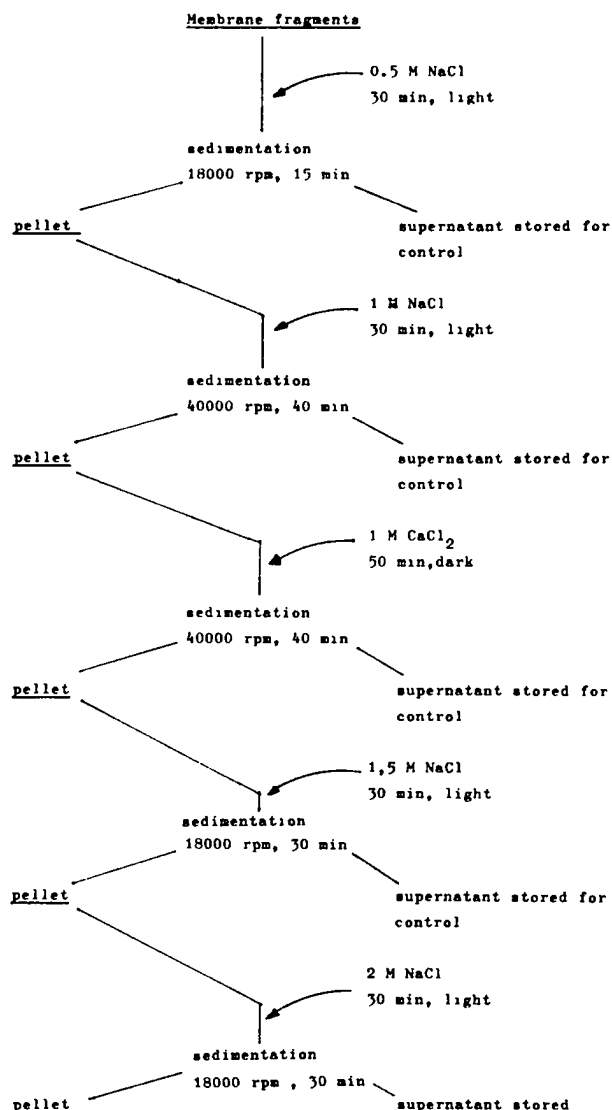 Membrane fragments
0.5 M NaCl
30 min, light
sedimentation
18000 rpm, 15 min
pellet
supernatant stored for
control
1 M NaCl
30 min, light
sedimentation
40000 rpm, 40 min
pellet
supernatant stored for
control
1 M CaCl2
50 min,dark
sedimentation
40000 rpm, 40 min
pellet
supernatant stored for
control
1,5 M NaCl
30 min, light
sedimentation
18000 rpm, 30 min
pellet
supernatant stored for
control
2 M NaCl
30 min, light
sedimentation
18000 rpm , 30 min
pellet
supernatant stored